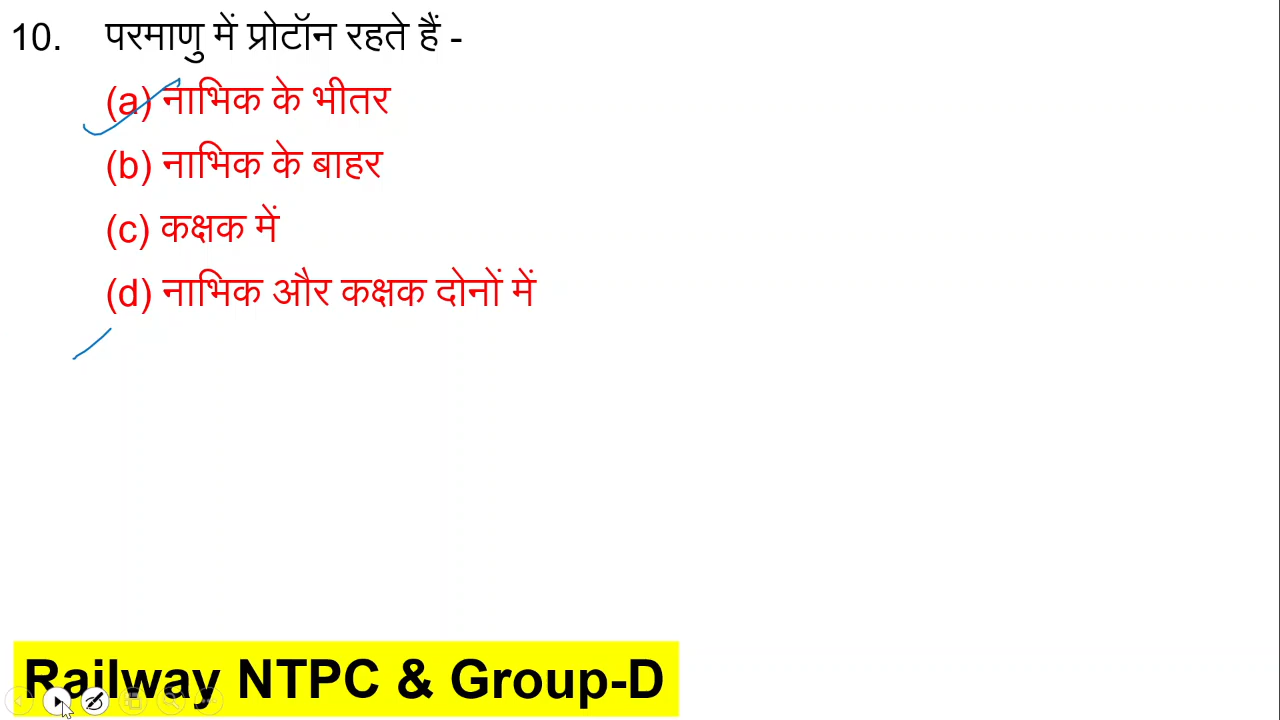 10. परमाणु में प्रोटॉन रहते हैं -
(a) नाभिक के भीतर
(b) नाभिक के बाहर
(c) कक्षक में
(d) नाभिक और कक्षक दोनों में
Railway NTPC & Group-D